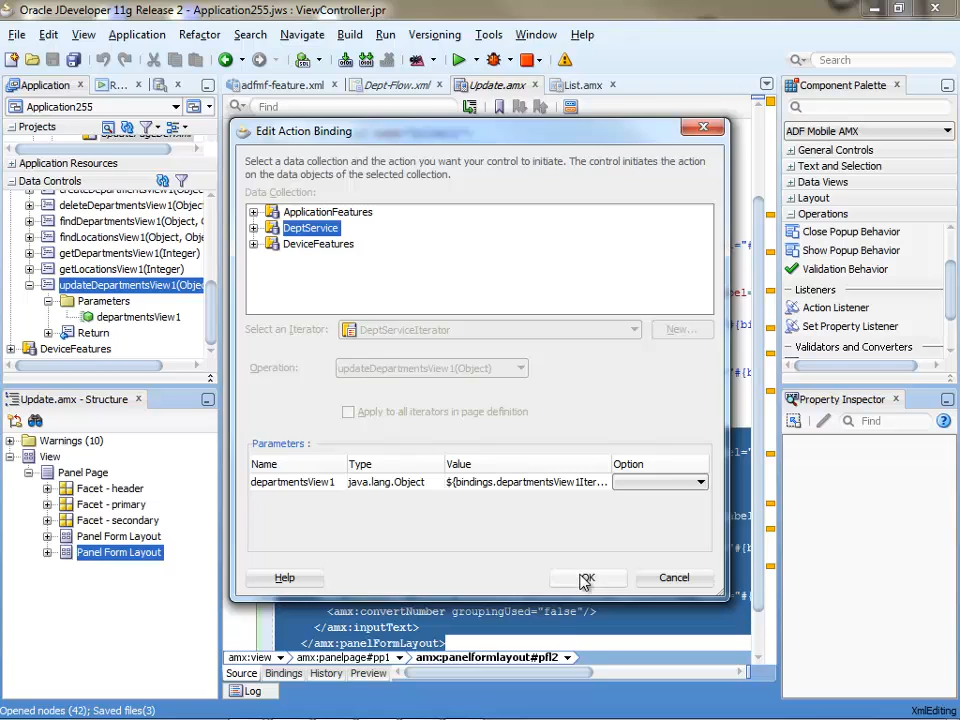 Oracle JDeveloper 11g Release 2 - Application255.jws : ViewController.jpr
File Edit View Application Refactor Search Navigate Build Run Versioning Tools Window Help
Search
Application R...
adfmf-feature.xml Dept-Flow.xml Update.amx List.amx
Component Palette
Application255
Find
ADF Mobile AMX
Projects
Application Resources
Data Controls
deleteDepartmentsView1(Object
findDepartmentsView1(Object, O
findLocationsView1(Object, Obj
getDepartmentsView1(Integer)
getLocationsView1(Integer)
updateDepartmentsView1(Objec
Parameters
departmentsView1
Return
DeviceFeatures
General Controls
Text and Selection
Data Views
Layout
Operations
Close Popup Behavior
Show Popup Behavior
Validation Behavior
Listeners
Action Listener
Set Property Listener
Validators and Converters
Update.amx - Structure
Warnings (10)
View
Panel Page
Facet - header
Facet - primary
Facet - secondary
Panel Form Layout
Panel Form Layout
Property Inspector
Find
Edit Action Binding
Select a data collection and the action you want your control to initiate. The control initiates the action
on the data objects of the selected collection.
Data Collection:
ApplicationFeatures
DeptService
DeviceFeatures
Select an Iterator: DeptServiceIterator New...
Operation: updateDepartmentsView1(Object)
Apply to all iterators in page definition
Parameters :
Name Type Value Option
departmentsView1 java.lang.Object ${bindings.departmentsView1Iter...
Help OK Cancel
<amx:convertNumber groupingUsed="false"/>
</amx:inputText>
</amx:panelFormLayout>
amx:view amx:panelpage#pp1 amx:panelformlayout#pfl2
Source Bindings History Preview
Log
Opened nodes (42); Saved files(3)
XmlEditing